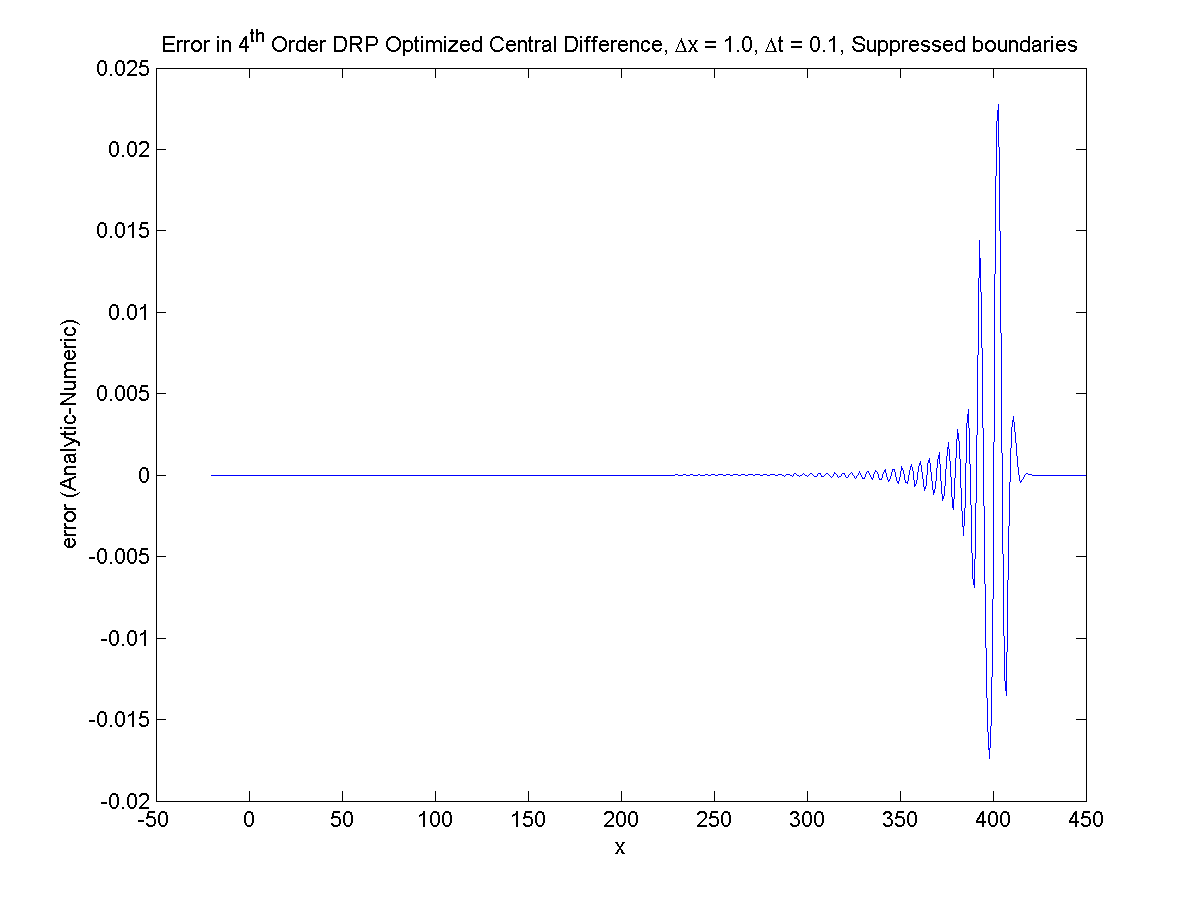 Error in 4th Order DRP Optimized Central Difference, Δx = 1.0, Δt = 0.1, Suppressed boundaries
0.025
0.02
0.015
0.01
0.005
0
-0.005
-0.01
-0.015
-0.02
error (Analytic-Numeric)
-50 0 50 100 150 200 250 300 350 400 450
x